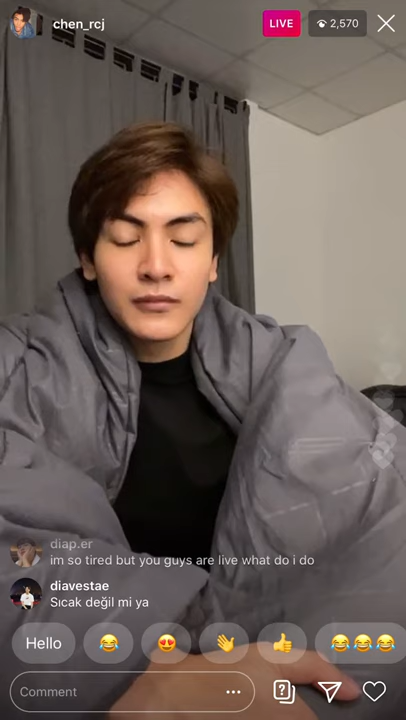 chen_rcj
LIVE
2,570
diap.er
im so tired but you guys are live what do i do
diavestae
Sıcak değil mi ya
Hello
Comment